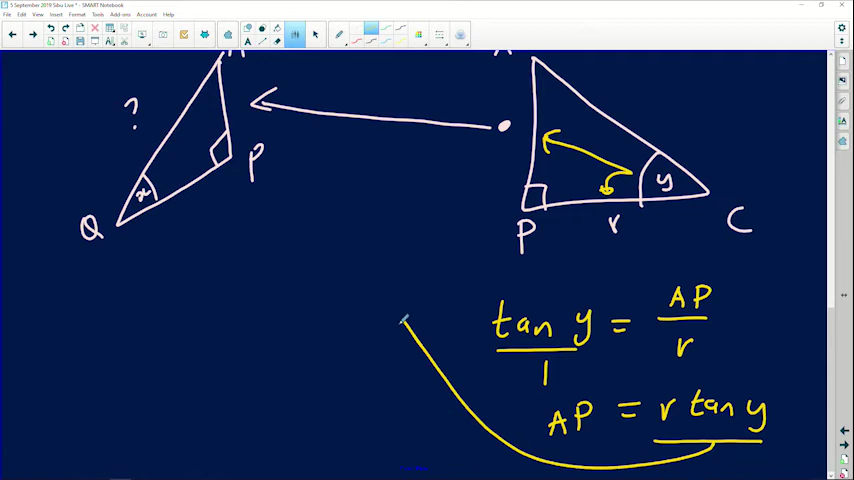 5 September 2019 Sibu Live * - SMART Notebook
File Edit View Insert Format Tools Add-ons Account Help
?
P
x
Q
y
P
r
C
tan y = AP/r
1
AP = r tan y